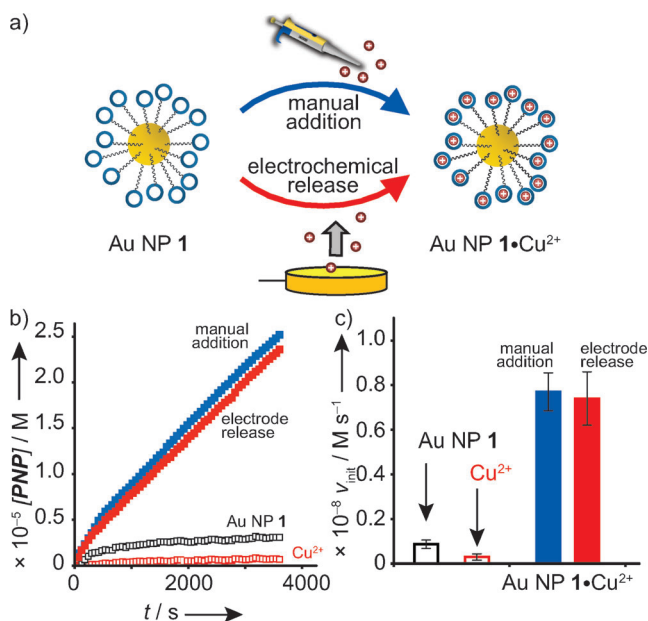 a)
manual
addition
electrochemical
release
Au NP 1
Au NP 1•Cu²⁺
b)
2.5
2.0
1.5
1.0
0.5
0
× 10⁻⁵ [PNP] / M
manual
addition
electrode
release
Au NP 1
Cu²⁺
0
2000
4000
t / s
c)
1.0
0.8
0.6
0.4
0.2
0
× 10⁻⁸ vinit / M s⁻¹
manual
addition
electrode
release
Au NP 1
Cu²⁺
Au NP 1•Cu²⁺